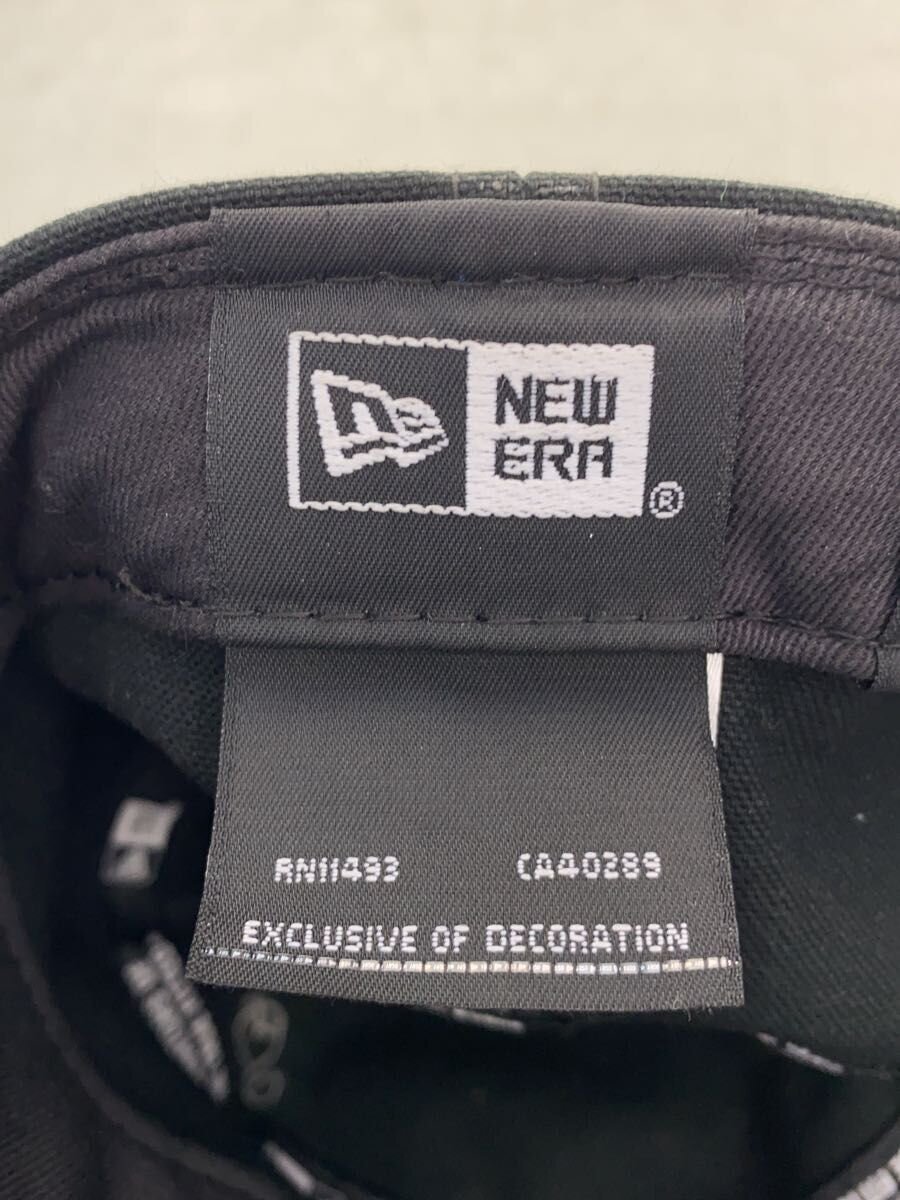 NEW
ERA
®
RN11493 CA40289
EXCLUSIVE OF DECORATION